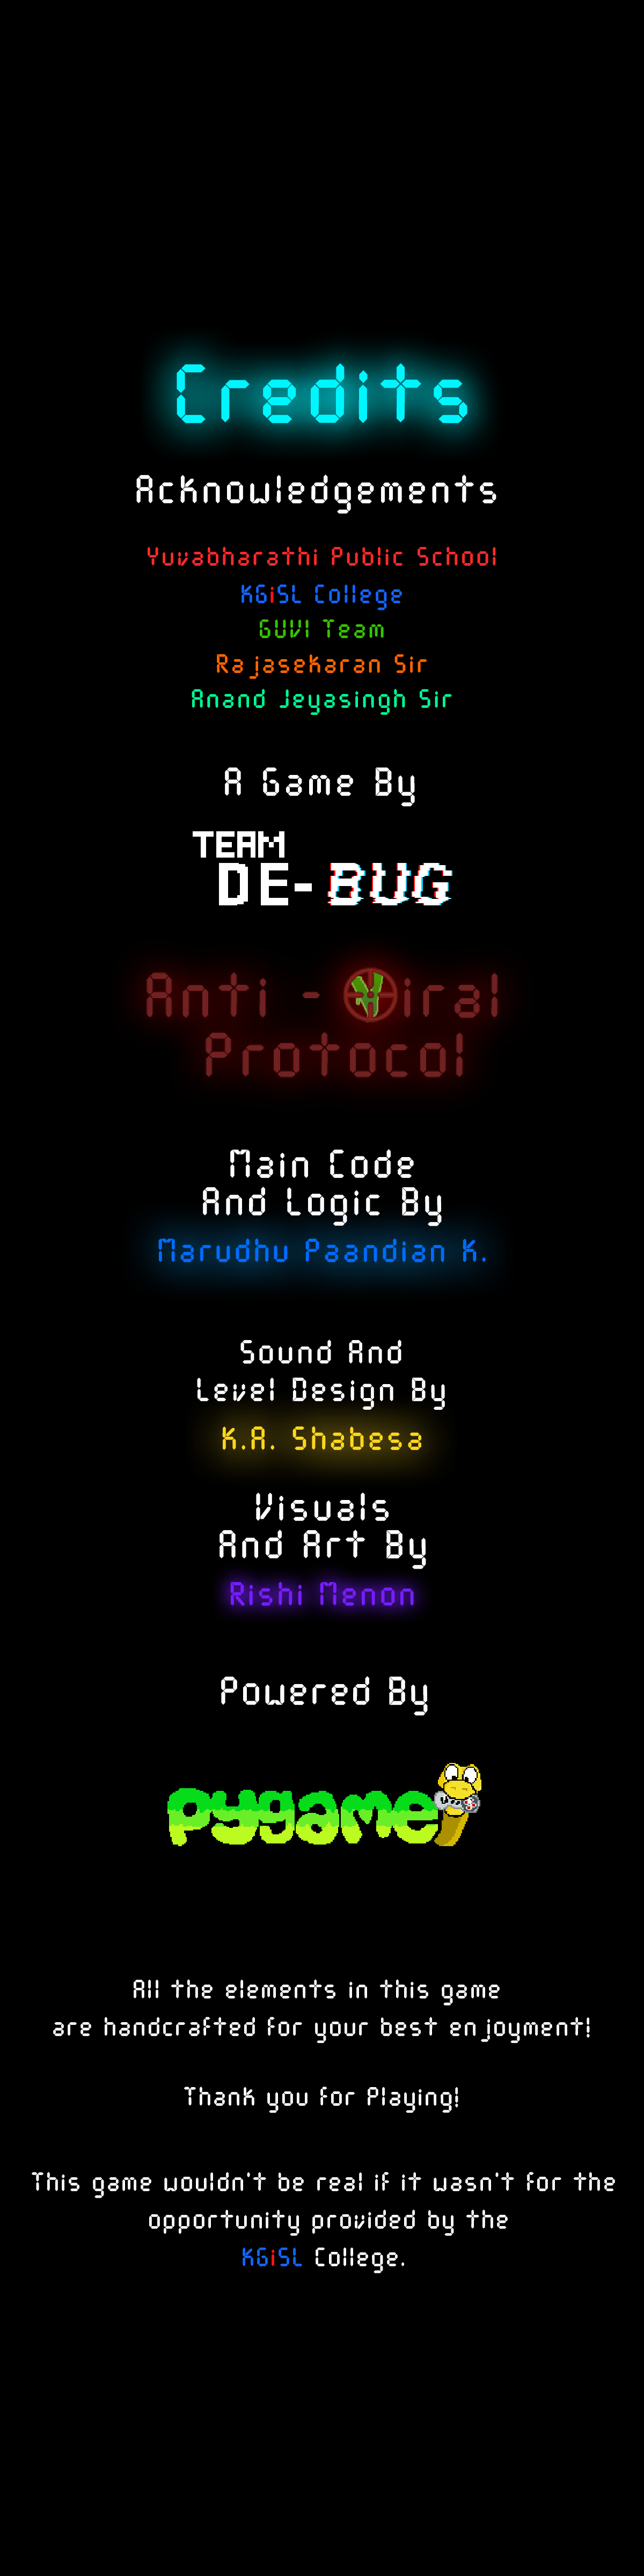 Credits
Acknowledgements
Yuvabharathi Public School
KGiSL College
GUVI Team
Rajasekaran Sir
Anand Jeyasingh Sir
A Game By
TEAM
DE-BUG
Anti - Viral
Protocol
Main Code
And Logic By
Marudhu Paandian K.
Sound And
Level Design By
K.A. Shabesa
Visuals
And Art By
Rishi Menon
Powered By
pygame
All the elements in this game
are handcrafted for your best enjoyment!
Thank you for Playing!
This game wouldn't be real if it wasn't for the
opportunity provided by the
KGiSL College.